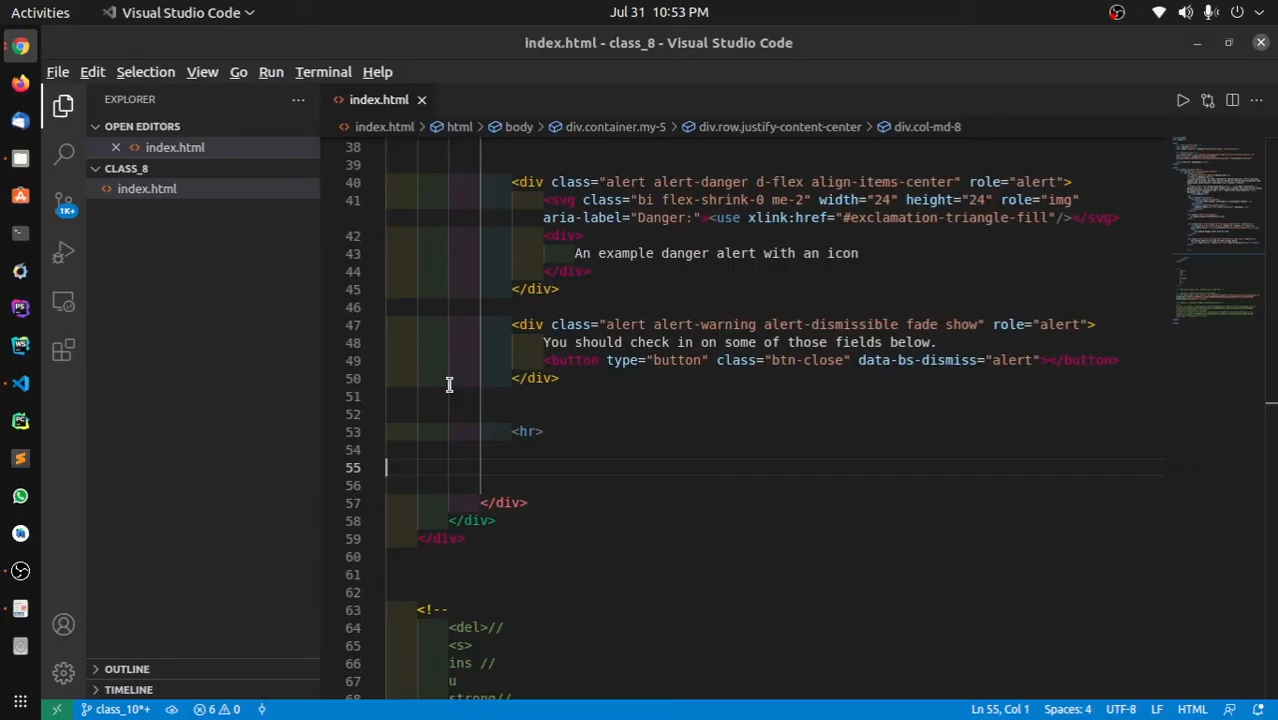 Activities
Visual Studio Code
Jul 31 10:53 PM
index.html - class_8 - Visual Studio Code
File Edit Selection View Go Run Terminal Help
EXPLORER
index.html
OPEN EDITORS
index.html
CLASS_8
index.html
1K+
OUTLINE
TIMELINE
index.html > html > body > div.container.my-5 > div.row.justify-content-center > div.col-md-8
38
39
40 <div class="alert alert-danger d-flex align-items-center" role="alert">
41 <svg class="bi flex-shrink-0 me-2" width="24" height="24" role="img"
aria-label="Danger:"><use xlink:href="#exclamation-triangle-fill"/></svg>
42 <div>
43 An example danger alert with an icon
44 </div>
45 </div>
46
47 <div class="alert alert-warning alert-dismissible fade show" role="alert">
48 You should check in on some of those fields below.
49 <button type="button" class="btn-close" data-bs-dismiss="alert"></button>
50 </div>
51
52
53 <hr>
54
55
56
57 </div>
58 </div>
59 </div>
60
61
62
63 <!--
64 <del>//
65 <s>
66 ins //
67 u
68 strong//
class_10*+
6 0
Ln 55, Col 1
Spaces: 4
UTF-8
LF
HTML